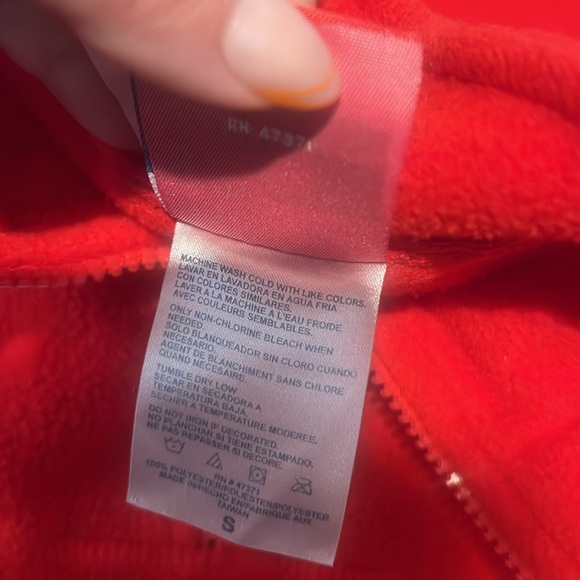 RN 47371
MACHINE WASH COLD WITH LIKE COLORS.
LAVAR EN LAVADORA EN AGUA FRIA
CON COLORES SIMILARES.
LAVER A LA MACHINE A L'EAU FROIDE
AVEC COULEURS SEMBLABLES.
ONLY NON-CHLORINE BLEACH WHEN
NEEDED.
SOLO BLANQUEADOR SIN CLORO CUANDO
NECESARIO.
AGENT DE BLANCHIMENT SANS CHLORE
QUAND NECESSAIRE.
TUMBLE DRY LOW
SECAR EN SECADORA A
TEMPERATURA BAJA.
SECHER A TEMPERATURE MODEREE.
DO NOT IRON IF DECORATED.
NO PLANCHAR SI TIENE ESTAMPADO.
NE PAS REPASSER SI DECORE.
RN # 47371
100% POLYESTER/POLIESTER/POLYESTER
MADE IN/HECHO EN/FABRIQUE AUX
TAIWAN
S